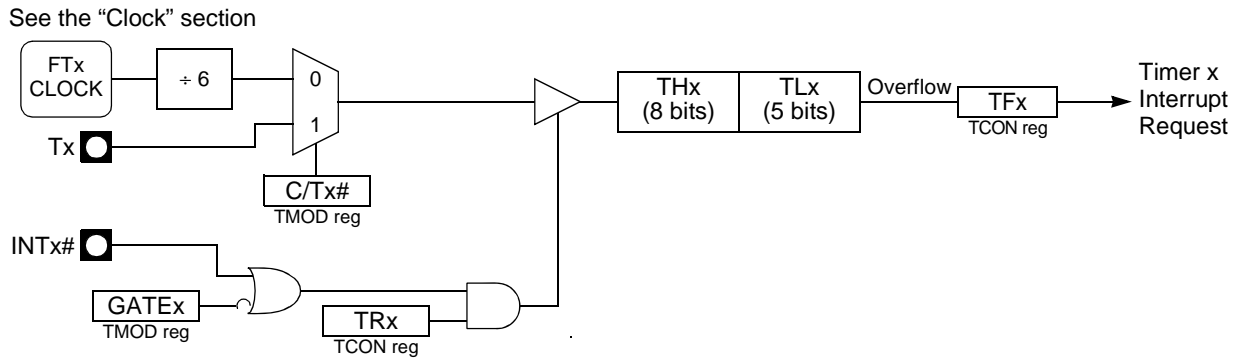 See the “Clock” section
FTx
CLOCK
÷ 6
0
1
Tx
C/Tx#
TMOD reg
THx
(8 bits)
TLx
(5 bits)
Overflow
TFx
TCON reg
Timer x
Interrupt
Request
INTx#
GATEx
TMOD reg
TRx
TCON reg